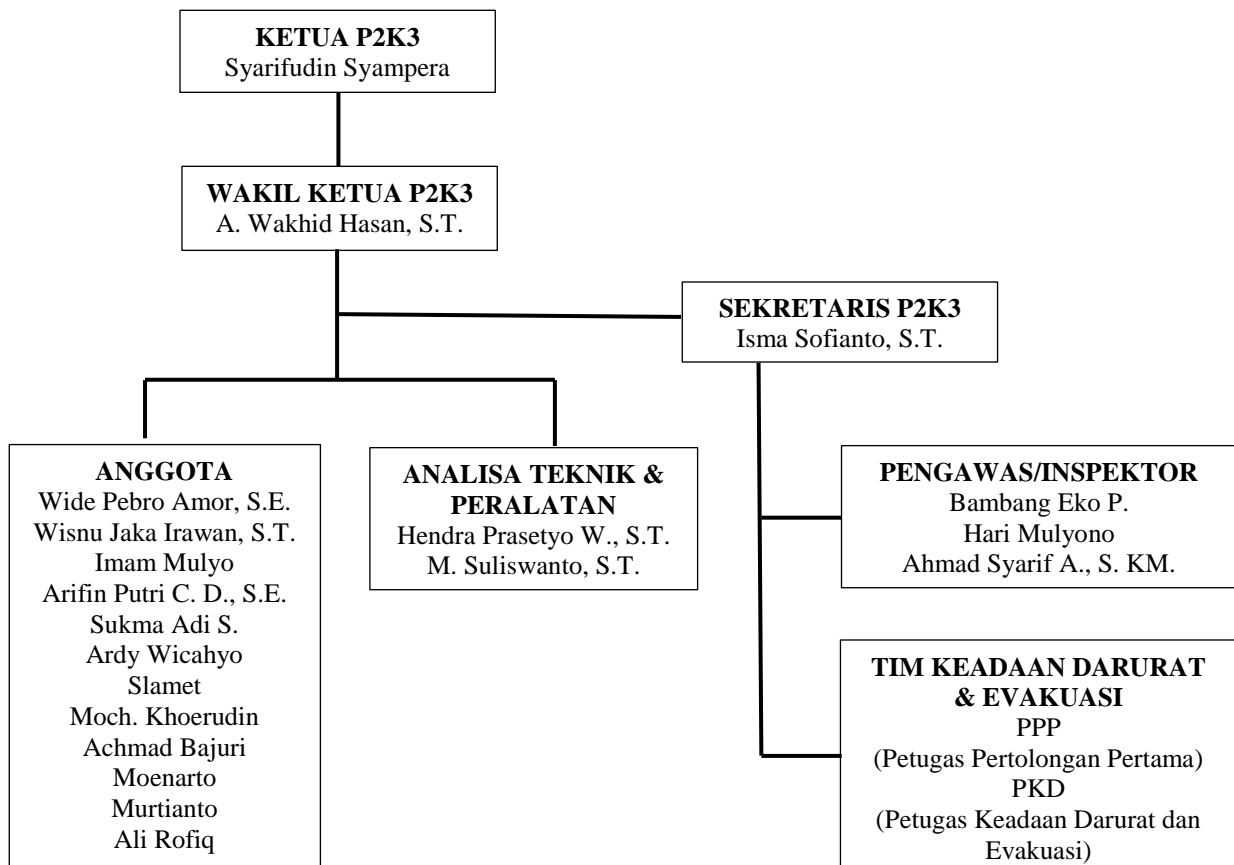 KETUA P2K3
Syarifudin Syampera
WAKIL KETUA P2K3
A. Wakhid Hasan, S.T.
SEKRETARIS P2K3
Isma Sofianto, S.T.
ANGGOTA
Wide Pebro Amor, S.E.
Wisnu Jaka Irawan, S.T.
Imam Mulyo
Arifin Putri C. D., S.E.
Sukma Adi S.
Ardy Wicahyo
Slamet
Moch. Khoerudin
Achmad Bajuri
Moenarto
Murtianto
Ali Rofiq
ANALISA TEKNIK &
PERALATAN
Hendra Prasetyo W., S.T.
M. Suliswanto, S.T.
PENGAWAS/INSPEKTOR
Bambang Eko P.
Hari Mulyono
Ahmad Syarif A., S. KM.
TIM KEADAAN DARURAT
& EVAKUASI
PPP
(Petugas Pertolongan Pertama)
PKD
(Petugas Keadaan Darurat dan
Evakuasi)